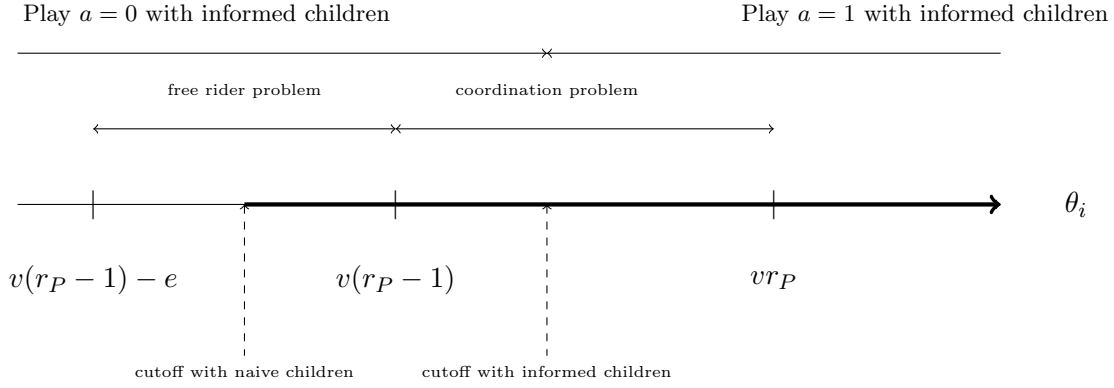 Play a = 0 with informed children
Play a = 1 with informed children
free rider problem
coordination problem
θ_i
v(r_P − 1) − e
v(r_P − 1)
vr_P
cutoff with naive children
cutoff with informed children